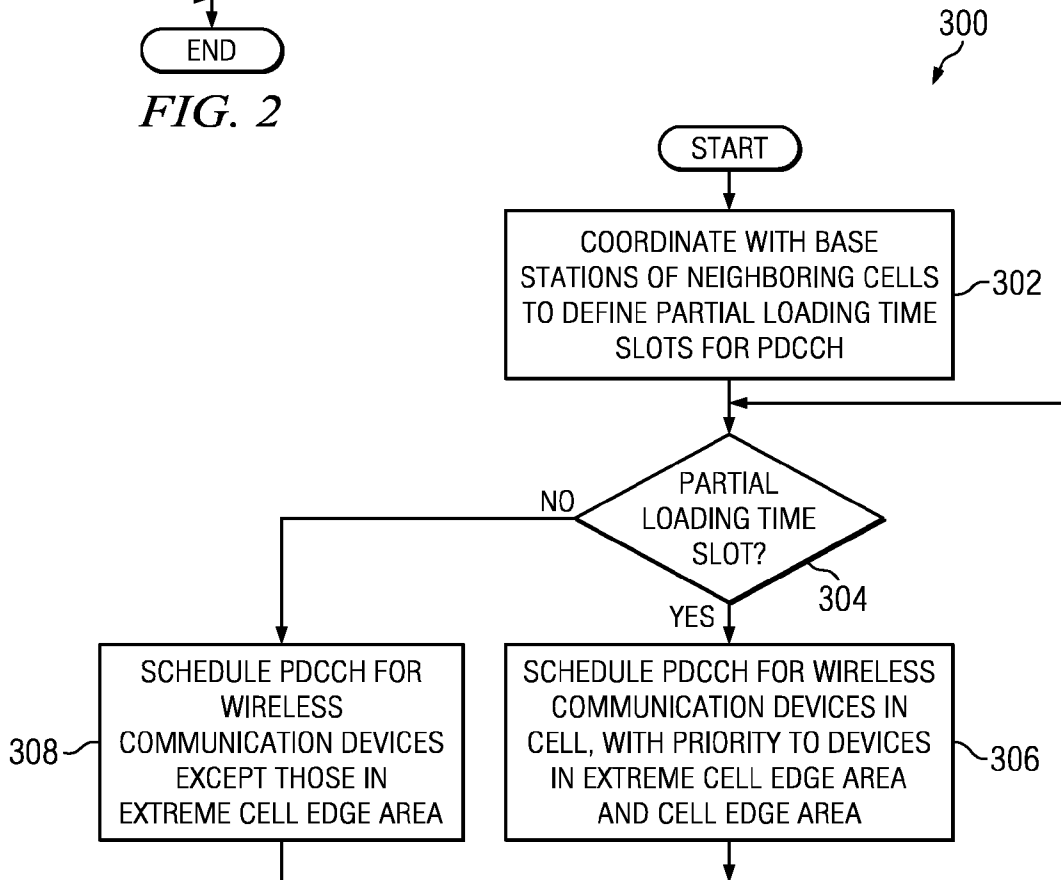 END
FIG. 2
300
START
COORDINATE WITH BASE
STATIONS OF NEIGHBORING CELLS
TO DEFINE PARTIAL LOADING TIME
SLOTS FOR PDCCH
302
PARTIAL
LOADING TIME
SLOT?
NO
304
YES
SCHEDULE PDCCH FOR
WIRELESS
COMMUNICATION DEVICES
EXCEPT THOSE IN
EXTREME CELL EDGE AREA
308
SCHEDULE PDCCH FOR WIRELESS
COMMUNICATION DEVICES IN
CELL, WITH PRIORITY TO DEVICES
IN EXTREME CELL EDGE AREA
AND CELL EDGE AREA
306